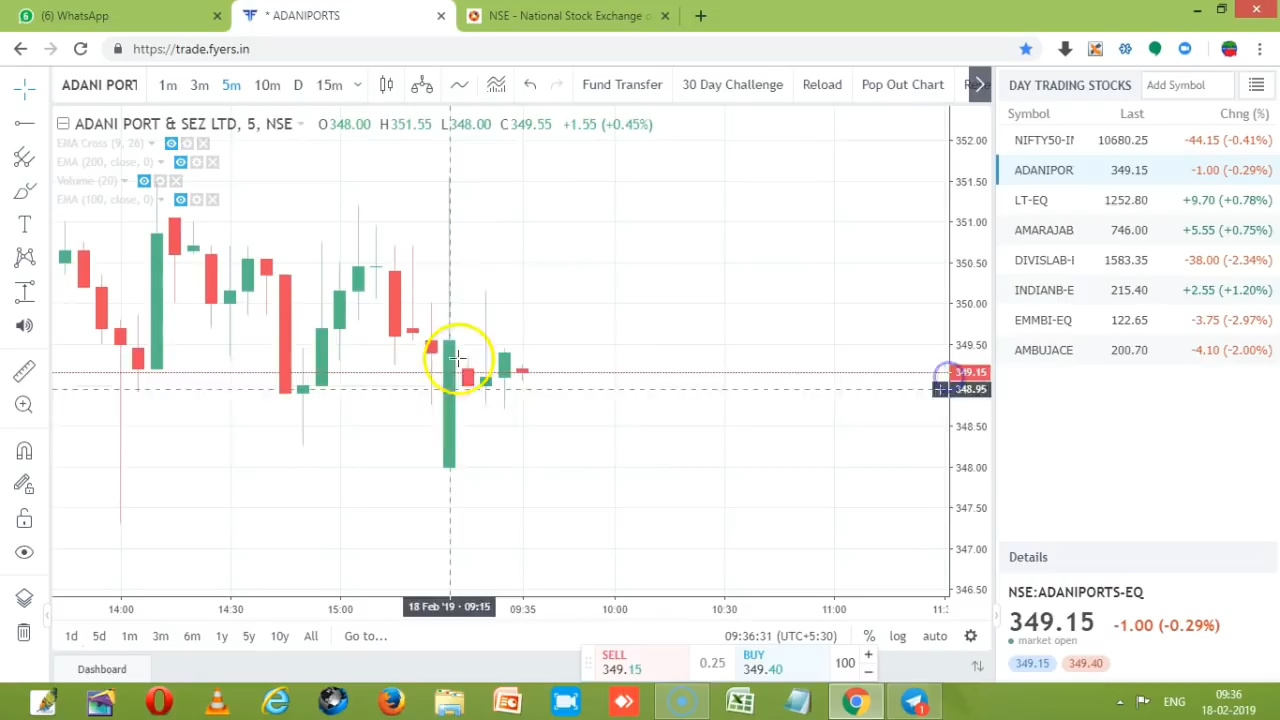 (6) WhatsApp
* ADANIPORTS
NSE - National Stock Exchange o
https://trade.fyers.in
ADANI PORT 1m 3m 5m 10m D 15m Fund Transfer 30 Day Challenge Reload Pop Out Chart
ADANI PORT & SEZ LTD, 5, NSE O348.00 H351.55 L348.00 C349.55 +1.55 (+0.45%)
EMA Cross (9, 26)
EMA (200, close, 0)
Volume (20)
EMA (100, close, 0)
352.00
351.50
351.00
350.50
350.00
349.50
349.15
348.95
348.50
348.00
347.50
347.00
346.50
14:00 14:30 15:00 18 Feb '19 · 09:15 09:35 10:00 10:30 11:00 11:3
1d 5d 1m 3m 6m 1y 5y 10y All Go to... 09:36:31 (UTC+5:30) % log auto
SELL
349.15
0.25
BUY
349.40
100
Dashboard
DAY TRADING STOCKS Add Symbol
Symbol Last Chng (%)
NIFTY50-IN 10680.25 -44.15 (-0.41%)
ADANIPOR 349.15 -1.00 (-0.29%)
LT-EQ 1252.80 +9.70 (+0.78%)
AMARAJAB 746.00 +5.55 (+0.75%)
DIVISLAB-I 1583.35 -38.00 (-2.34%)
INDIANB-E 215.40 +2.55 (+1.20%)
EMMBI-EQ 122.65 -3.75 (-2.97%)
AMBUJACE 200.70 -4.10 (-2.00%)
Details
NSE:ADANIPORTS-EQ
349.15 -1.00 (-0.29%)
market open
349.15 349.40
ENG
09:36
18-02-2019